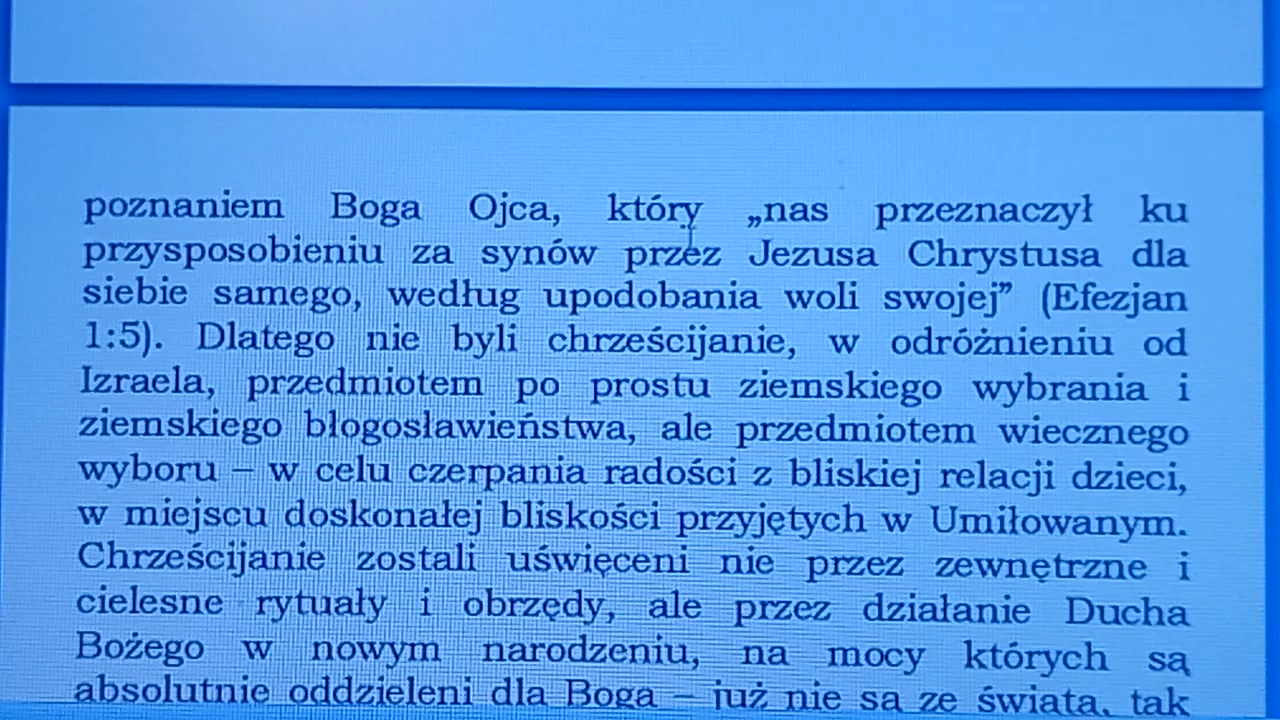 poznaniem Boga Ojca, który „nas przeznaczył ku
przysposobieniu za synów przez Jezusa Chrystusa dla
siebie samego, według upodobania woli swojej” (Efezjan
1:5). Dlatego nie byli chrześcijanie, w odróżnieniu od
Izraela, przedmiotem po prostu ziemskiego wybrania i
ziemskiego błogosławieństwa, ale przedmiotem wiecznego
wyboru – w celu czerpania radości z bliskiej relacji dzieci,
w miejscu doskonałej bliskości przyjętych w Umiłowanym.
Chrześcijanie zostali uświęceni nie przez zewnętrzne i
cielesne rytuały i obrzędy, ale przez działanie Ducha
Bożego w nowym narodzeniu, na mocy których są
absolutnie oddzieleni dla Boga – już nie są ze świata, tak